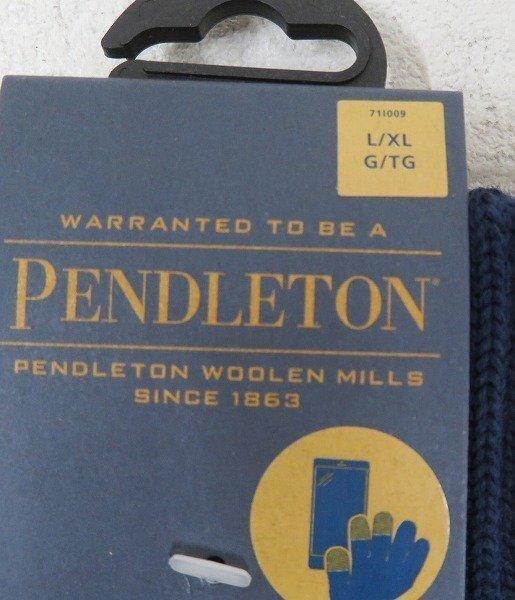 711009
L/XL
G/TG
WARRANTED TO BE A
PENDLETON®
PENDLETON WOOLEN MILLS
SINCE 1863